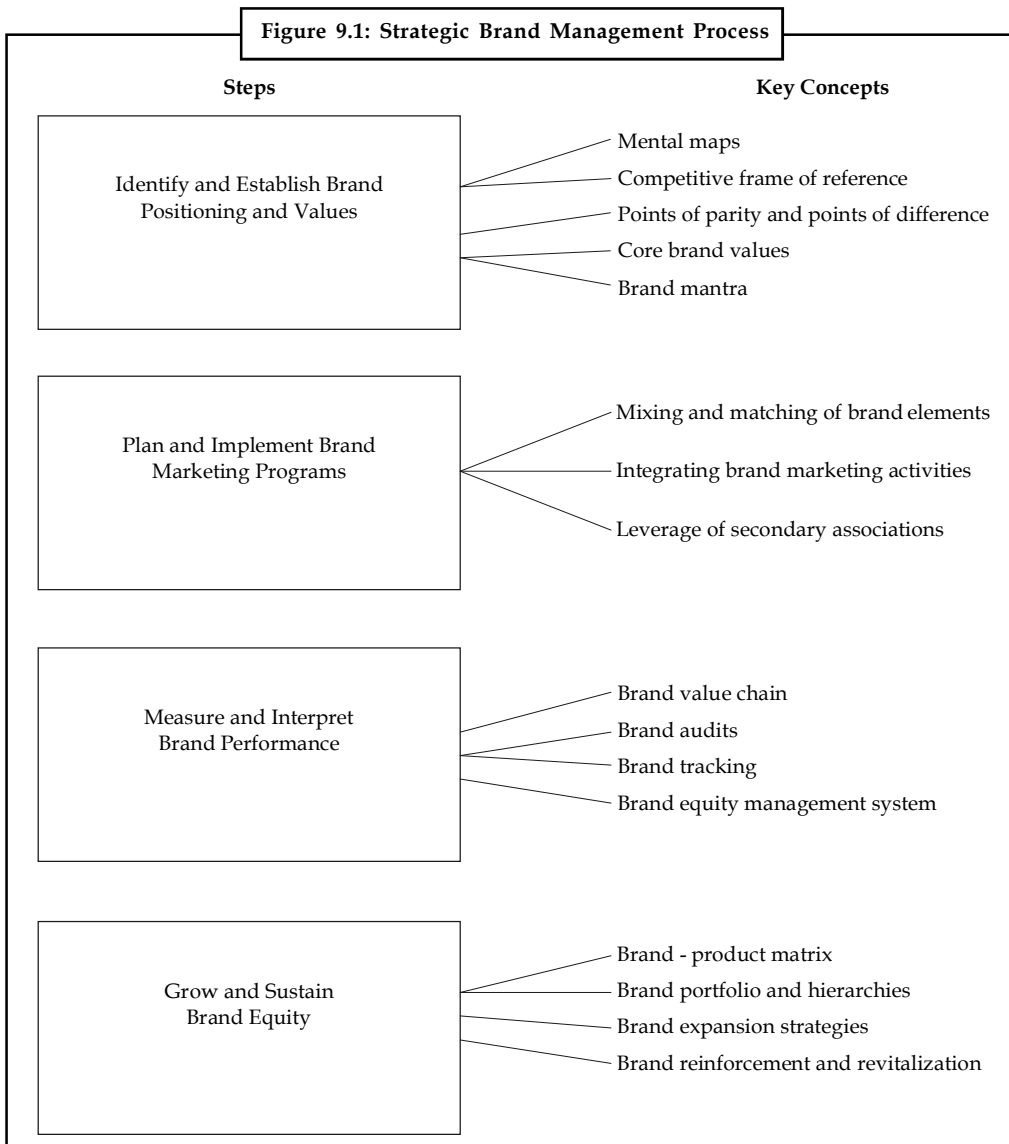 Figure 9.1: Strategic Brand Management Process
Steps
Key Concepts
Identify and Establish Brand
Positioning and Values
Mental maps
Competitive frame of reference
Points of parity and points of difference
Core brand values
Brand mantra
Plan and Implement Brand
Marketing Programs
Mixing and matching of brand elements
Integrating brand marketing activities
Leverage of secondary associations
Measure and Interpret
Brand Performance
Brand value chain
Brand audits
Brand tracking
Brand equity management system
Grow and Sustain
Brand Equity
Brand - product matrix
Brand portfolio and hierarchies
Brand expansion strategies
Brand reinforcement and revitalization